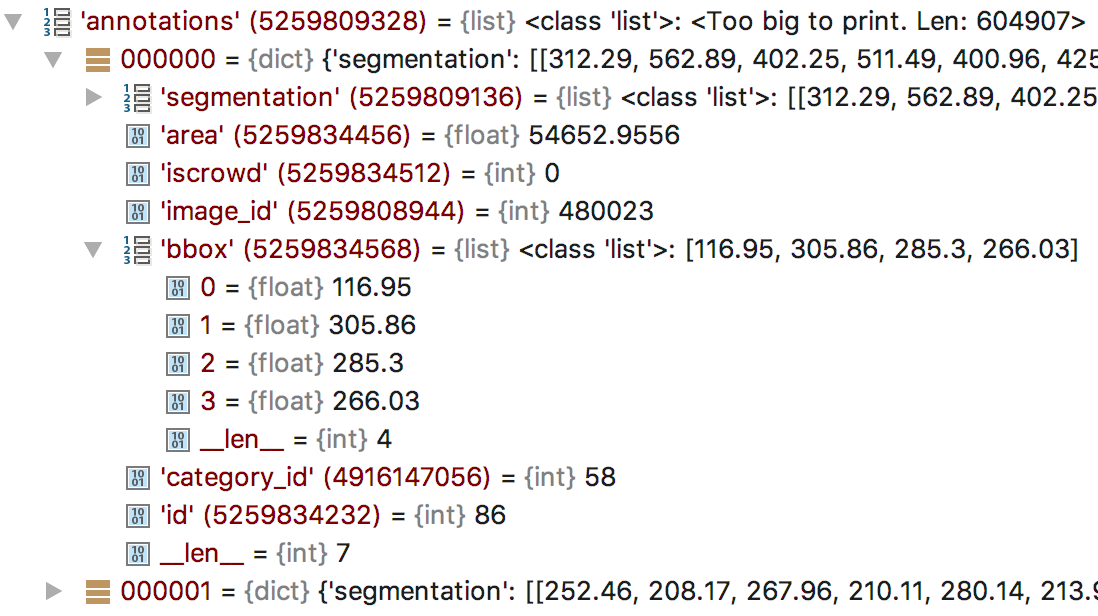 'annotations' (5259809328) = {list} <class 'list'>: <Too big to print. Len: 604907>
000000 = {dict} {'segmentation': [[312.29, 562.89, 402.25, 511.49, 400.96, 425
'segmentation' (5259809136) = {list} <class 'list'>: [[312.29, 562.89, 402.25
'area' (5259834456) = {float} 54652.9556
'iscrowd' (5259834512) = {int} 0
'image_id' (5259808944) = {int} 480023
'bbox' (5259834568) = {list} <class 'list'>: [116.95, 305.86, 285.3, 266.03]
0 = {float} 116.95
1 = {float} 305.86
2 = {float} 285.3
3 = {float} 266.03
__len__ = {int} 4
'category_id' (4916147056) = {int} 58
'id' (5259834232) = {int} 86
__len__ = {int} 7
000001 = {dict} {'segmentation': [[252.46, 208.17, 267.96, 210.11, 280.14, 213.9